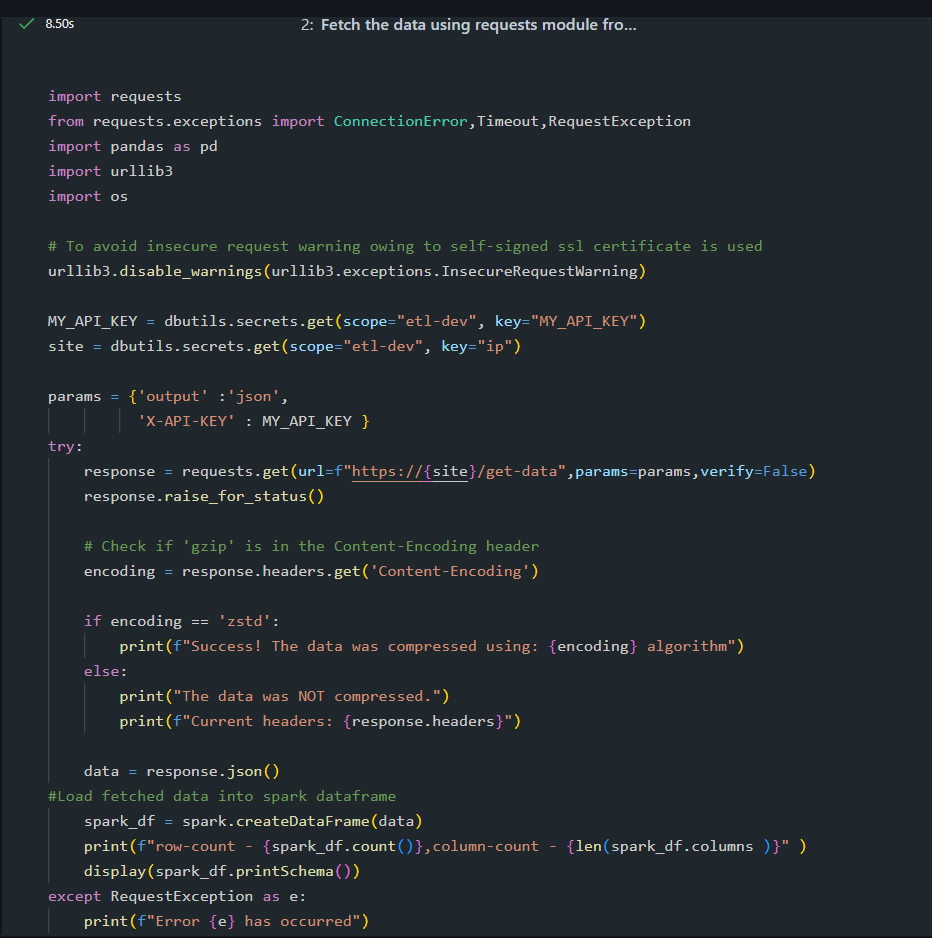 8.50s
2: Fetch the data using requests module fro...
import requests
from requests.exceptions import ConnectionError,Timeout,RequestException
import pandas as pd
import urllib3
import os
# To avoid insecure request warning owing to self-signed ssl certificate is used
urllib3.disable_warnings(urllib3.exceptions.InsecureRequestWarning)
MY_API_KEY = dbutils.secrets.get(scope="etl-dev", key="MY_API_KEY")
site = dbutils.secrets.get(scope="etl-dev", key="ip")
params = {'output' :'json',
'X-API-KEY' : MY_API_KEY }
try:
response = requests.get(url=f"https://{site}/get-data",params=params,verify=False)
response.raise_for_status()
# Check if 'gzip' is in the Content-Encoding header
encoding = response.headers.get('Content-Encoding')
if encoding == 'zstd':
print(f"Success! The data was compressed using: {encoding} algorithm")
else:
print("The data was NOT compressed.")
print(f"Current headers: {response.headers}")
data = response.json()
#Load fetched data into spark dataframe
spark_df = spark.createDataFrame(data)
print(f"row-count - {spark_df.count()},column-count - {len(spark_df.columns )}" )
display(spark_df.printSchema())
except RequestException as e:
print(f"Error {e} has occurred")